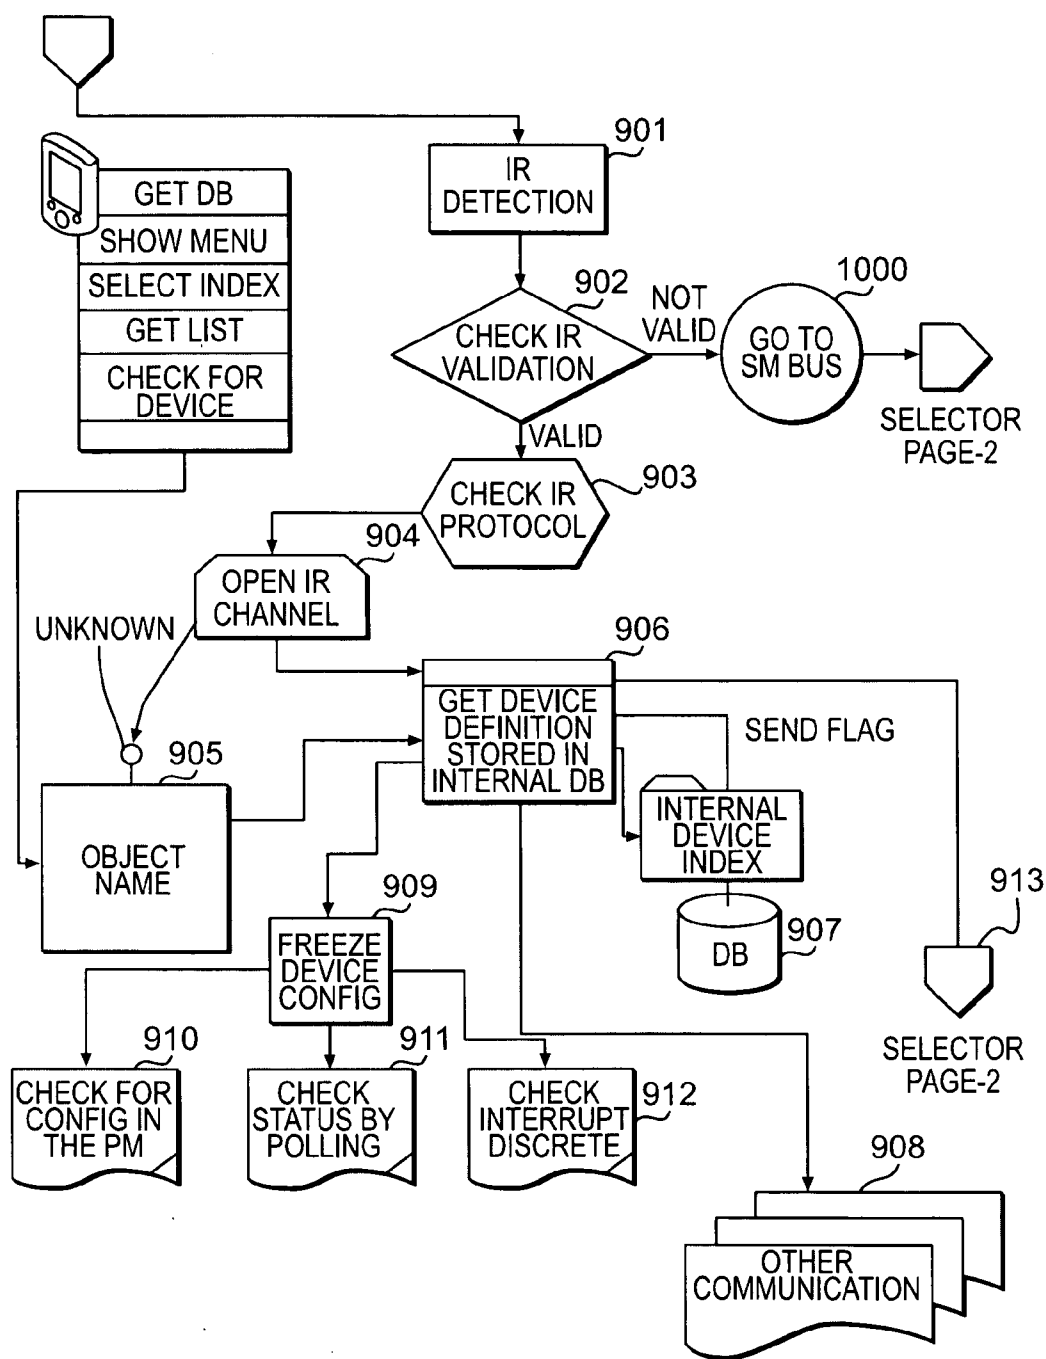 901
IR
DETECTION
GET DB
SHOW MENU
SELECT INDEX
GET LIST
CHECK FOR
DEVICE
902
CHECK IR
VALIDATION
NOT
VALID
1000
GO TO
SM BUS
SELECTOR
PAGE-2
VALID
903
CHECK IR
PROTOCOL
904
OPEN IR
CHANNEL
UNKNOWN
905
OBJECT
NAME
906
GET DEVICE
DEFINITION
STORED IN
INTERNAL DB
SEND FLAG
INTERNAL
DEVICE
INDEX
DB
907
913
SELECTOR
PAGE-2
909
FREEZE
DEVICE
CONFIG
910
CHECK FOR
CONFIG IN
THE PM
911
CHECK
STATUS BY
POLLING
CHECK
INTERRUPT
DISCRETE
912
908
OTHER
COMMUNICATION